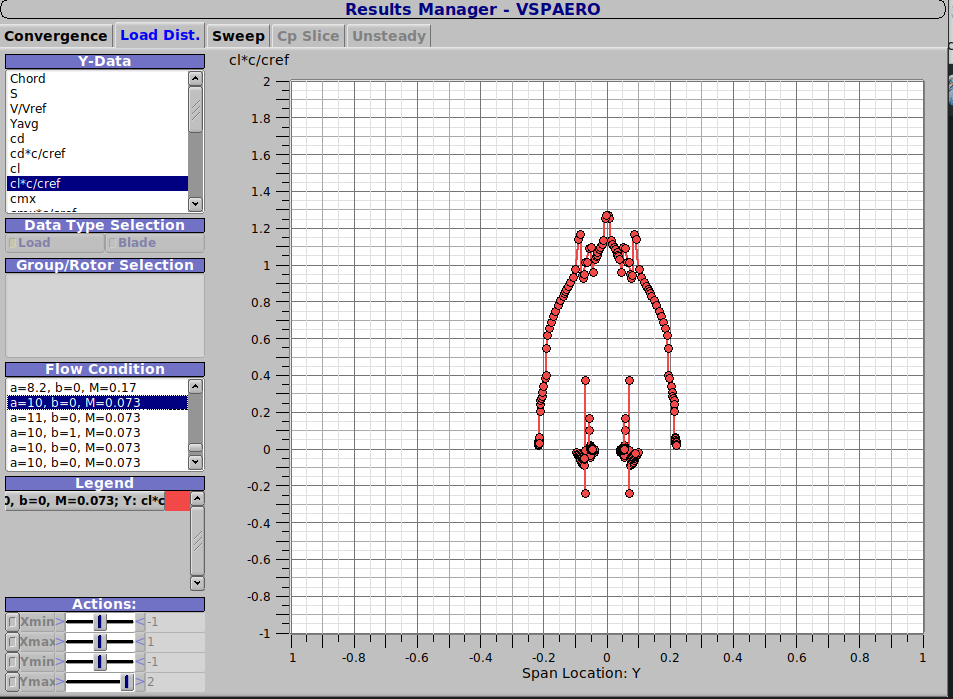 Results Manager - VSPAERO
Convergence Load Dist. Sweep Cp Slice Unsteady
Y-Data
Chord
S
V/Vref
Yavg
cd
cd*c/cref
cl
cl*c/cref
cmx
Data Type Selection
Load Blade
Group/Rotor Selection
Flow Condition
a=8.2, b=0, M=0.17
a=10, b=0, M=0.073
a=11, b=0, M=0.073
a=10, b=1, M=0.073
a=10, b=0, M=0.073
a=10, b=0, M=0.073
Legend
0, b=0, M=0.073; Y: cl*c
Actions:
Xmin > < -1
Xmax > < 1
Ymin > < -1
Ymax > > 2
cl*c/cref
2
1.8
1.6
1.4
1.2
1
0.8
0.6
0.4
0.2
0
-0.2
-0.4
-0.6
-0.8
-1
1 -0.8 -0.6 -0.4 -0.2 0 0.2 0.4 0.6 0.8 1
Span Location: Y